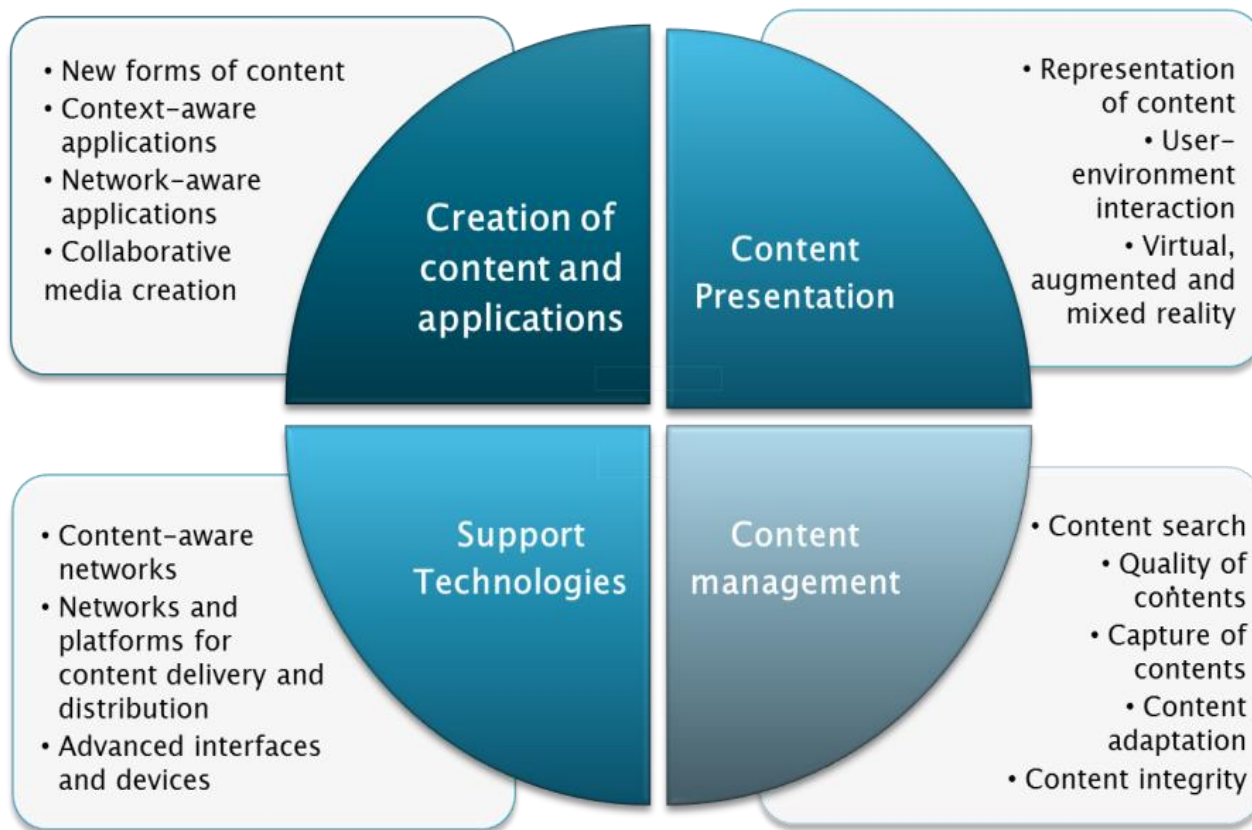 • New forms of content
• Context-aware
applications
• Network-aware
applications
• Collaborative
media creation
Creation of
content and
applications
Content
Presentation
• Representation
of content
• User-
environment
interaction
• Virtual,
augmented and
mixed reality
• Content-aware
networks
• Networks and
platforms for
content delivery and
distribution
• Advanced interfaces
and devices
Support
Technologies
Content
management
• Content search
• Quality of
contents
• Capture of
contents
• Content
adaptation
• Content integrity